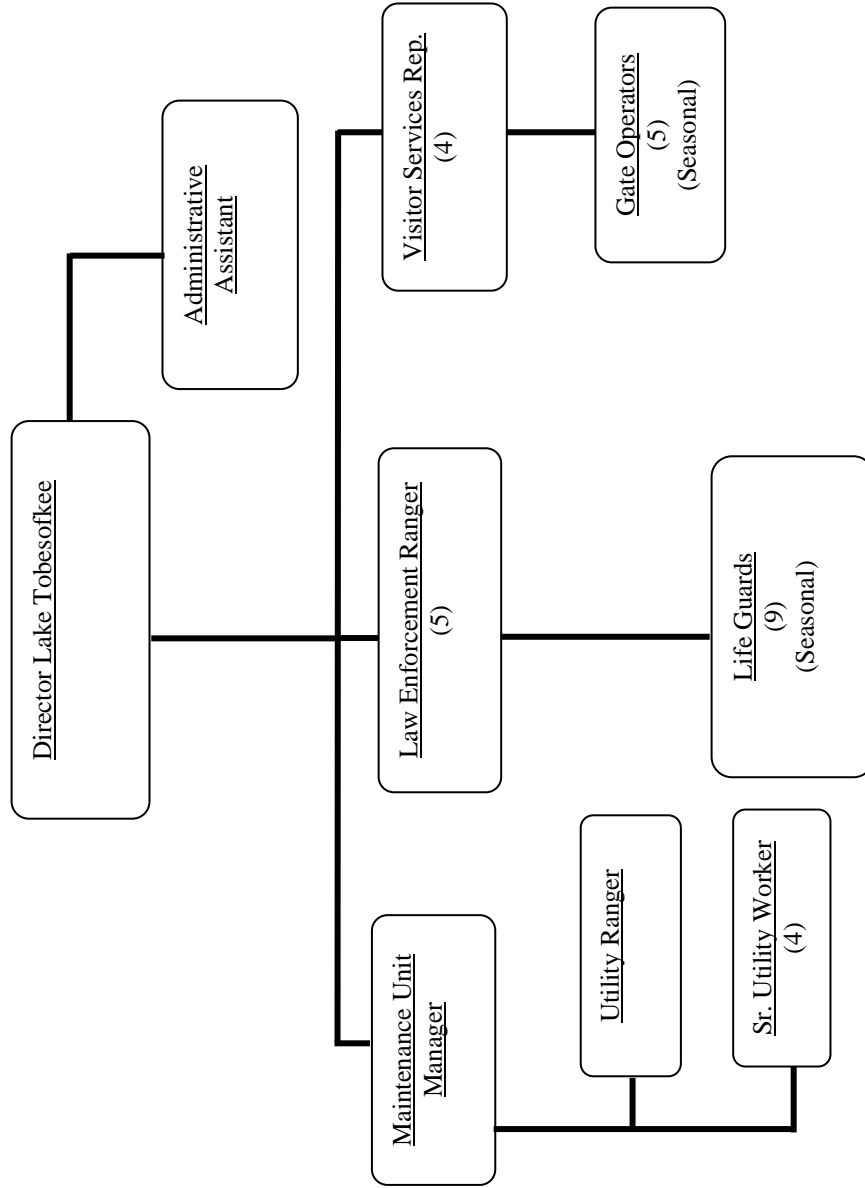 Director Lake Tobesofkee
Administrative
Assistant
Maintenance Unit
Manager
Law Enforcement Ranger
(5)
Visitor Services Rep.
(4)
Utility Ranger
Sr. Utility Worker
(4)
Life Guards
(9)
(Seasonal)
Gate Operators
(5)
(Seasonal)